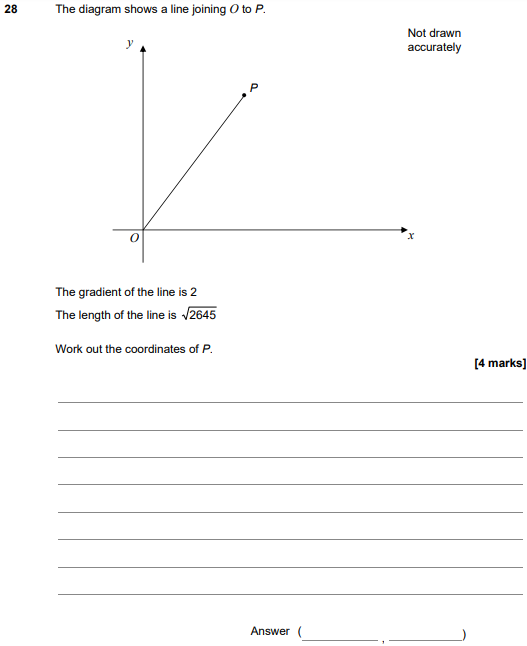 28 The diagram shows a line joining O to P.
Not drawn
accurately
y
P
O
x
The gradient of the line is 2
The length of the line is √2645
Work out the coordinates of P.
[4 marks]
Answer ( , )